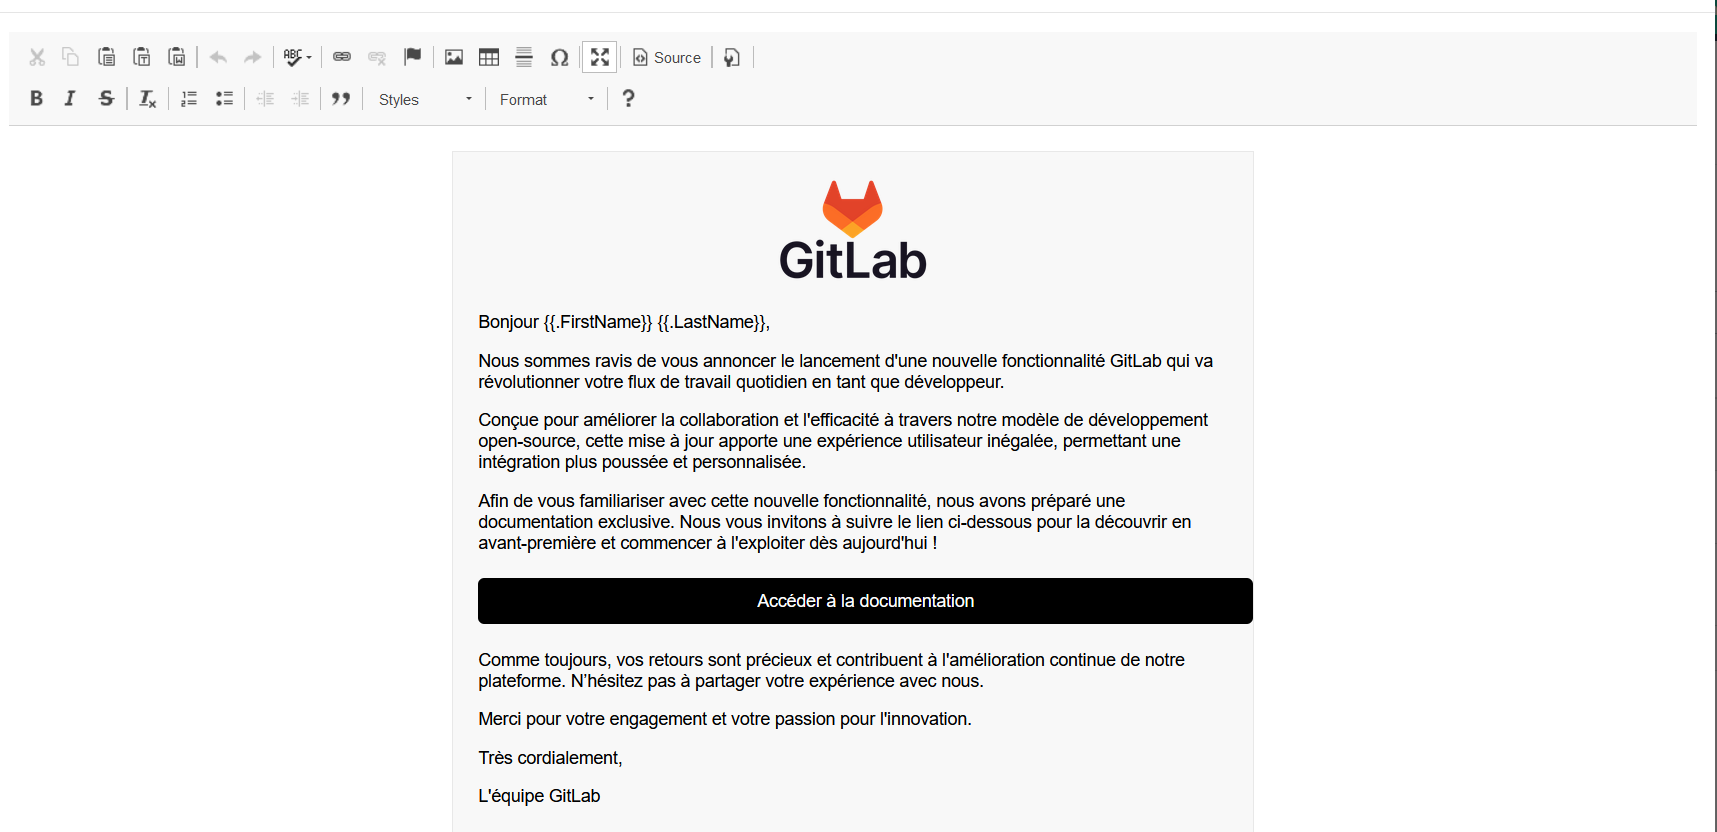 ABC
Source
B I S Tx
Styles
Format
?
GitLab
Bonjour {{.FirstName}} {{.LastName}},
Nous sommes ravis de vous annoncer le lancement d'une nouvelle fonctionnalité GitLab qui va
révolutionner votre flux de travail quotidien en tant que développeur.
Conçue pour améliorer la collaboration et l'efficacité à travers notre modèle de développement
open-source, cette mise à jour apporte une expérience utilisateur inégalée, permettant une
intégration plus poussée et personnalisée.
Afin de vous familiariser avec cette nouvelle fonctionnalité, nous avons préparé une
documentation exclusive. Nous vous invitons à suivre le lien ci-dessous pour la découvrir en
avant-première et commencer à l'exploiter dès aujourd'hui !
Accéder à la documentation
Comme toujours, vos retours sont précieux et contribuent à l'amélioration continue de notre
plateforme. N’hésitez pas à partager votre expérience avec nous.
Merci pour votre engagement et votre passion pour l'innovation.
Très cordialement,
L'équipe GitLab